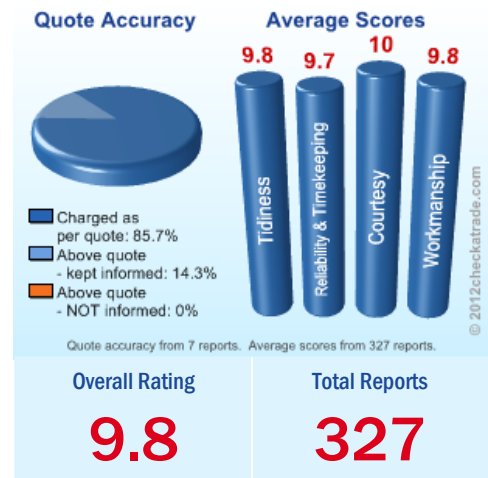 Quote Accuracy
Charged as
per quote: 85.7%
Above quote
- kept informed: 14.3%
Above quote
- NOT informed: 0%
Average Scores
9.8
9.7
10
9.8
Tidiness
Reliability & Timekeeping
Courtesy
Workmanship
© 2012checkatrade.com
Quote accuracy from 7 reports. Average scores from 327 reports.
Overall Rating
9.8
Total Reports
327